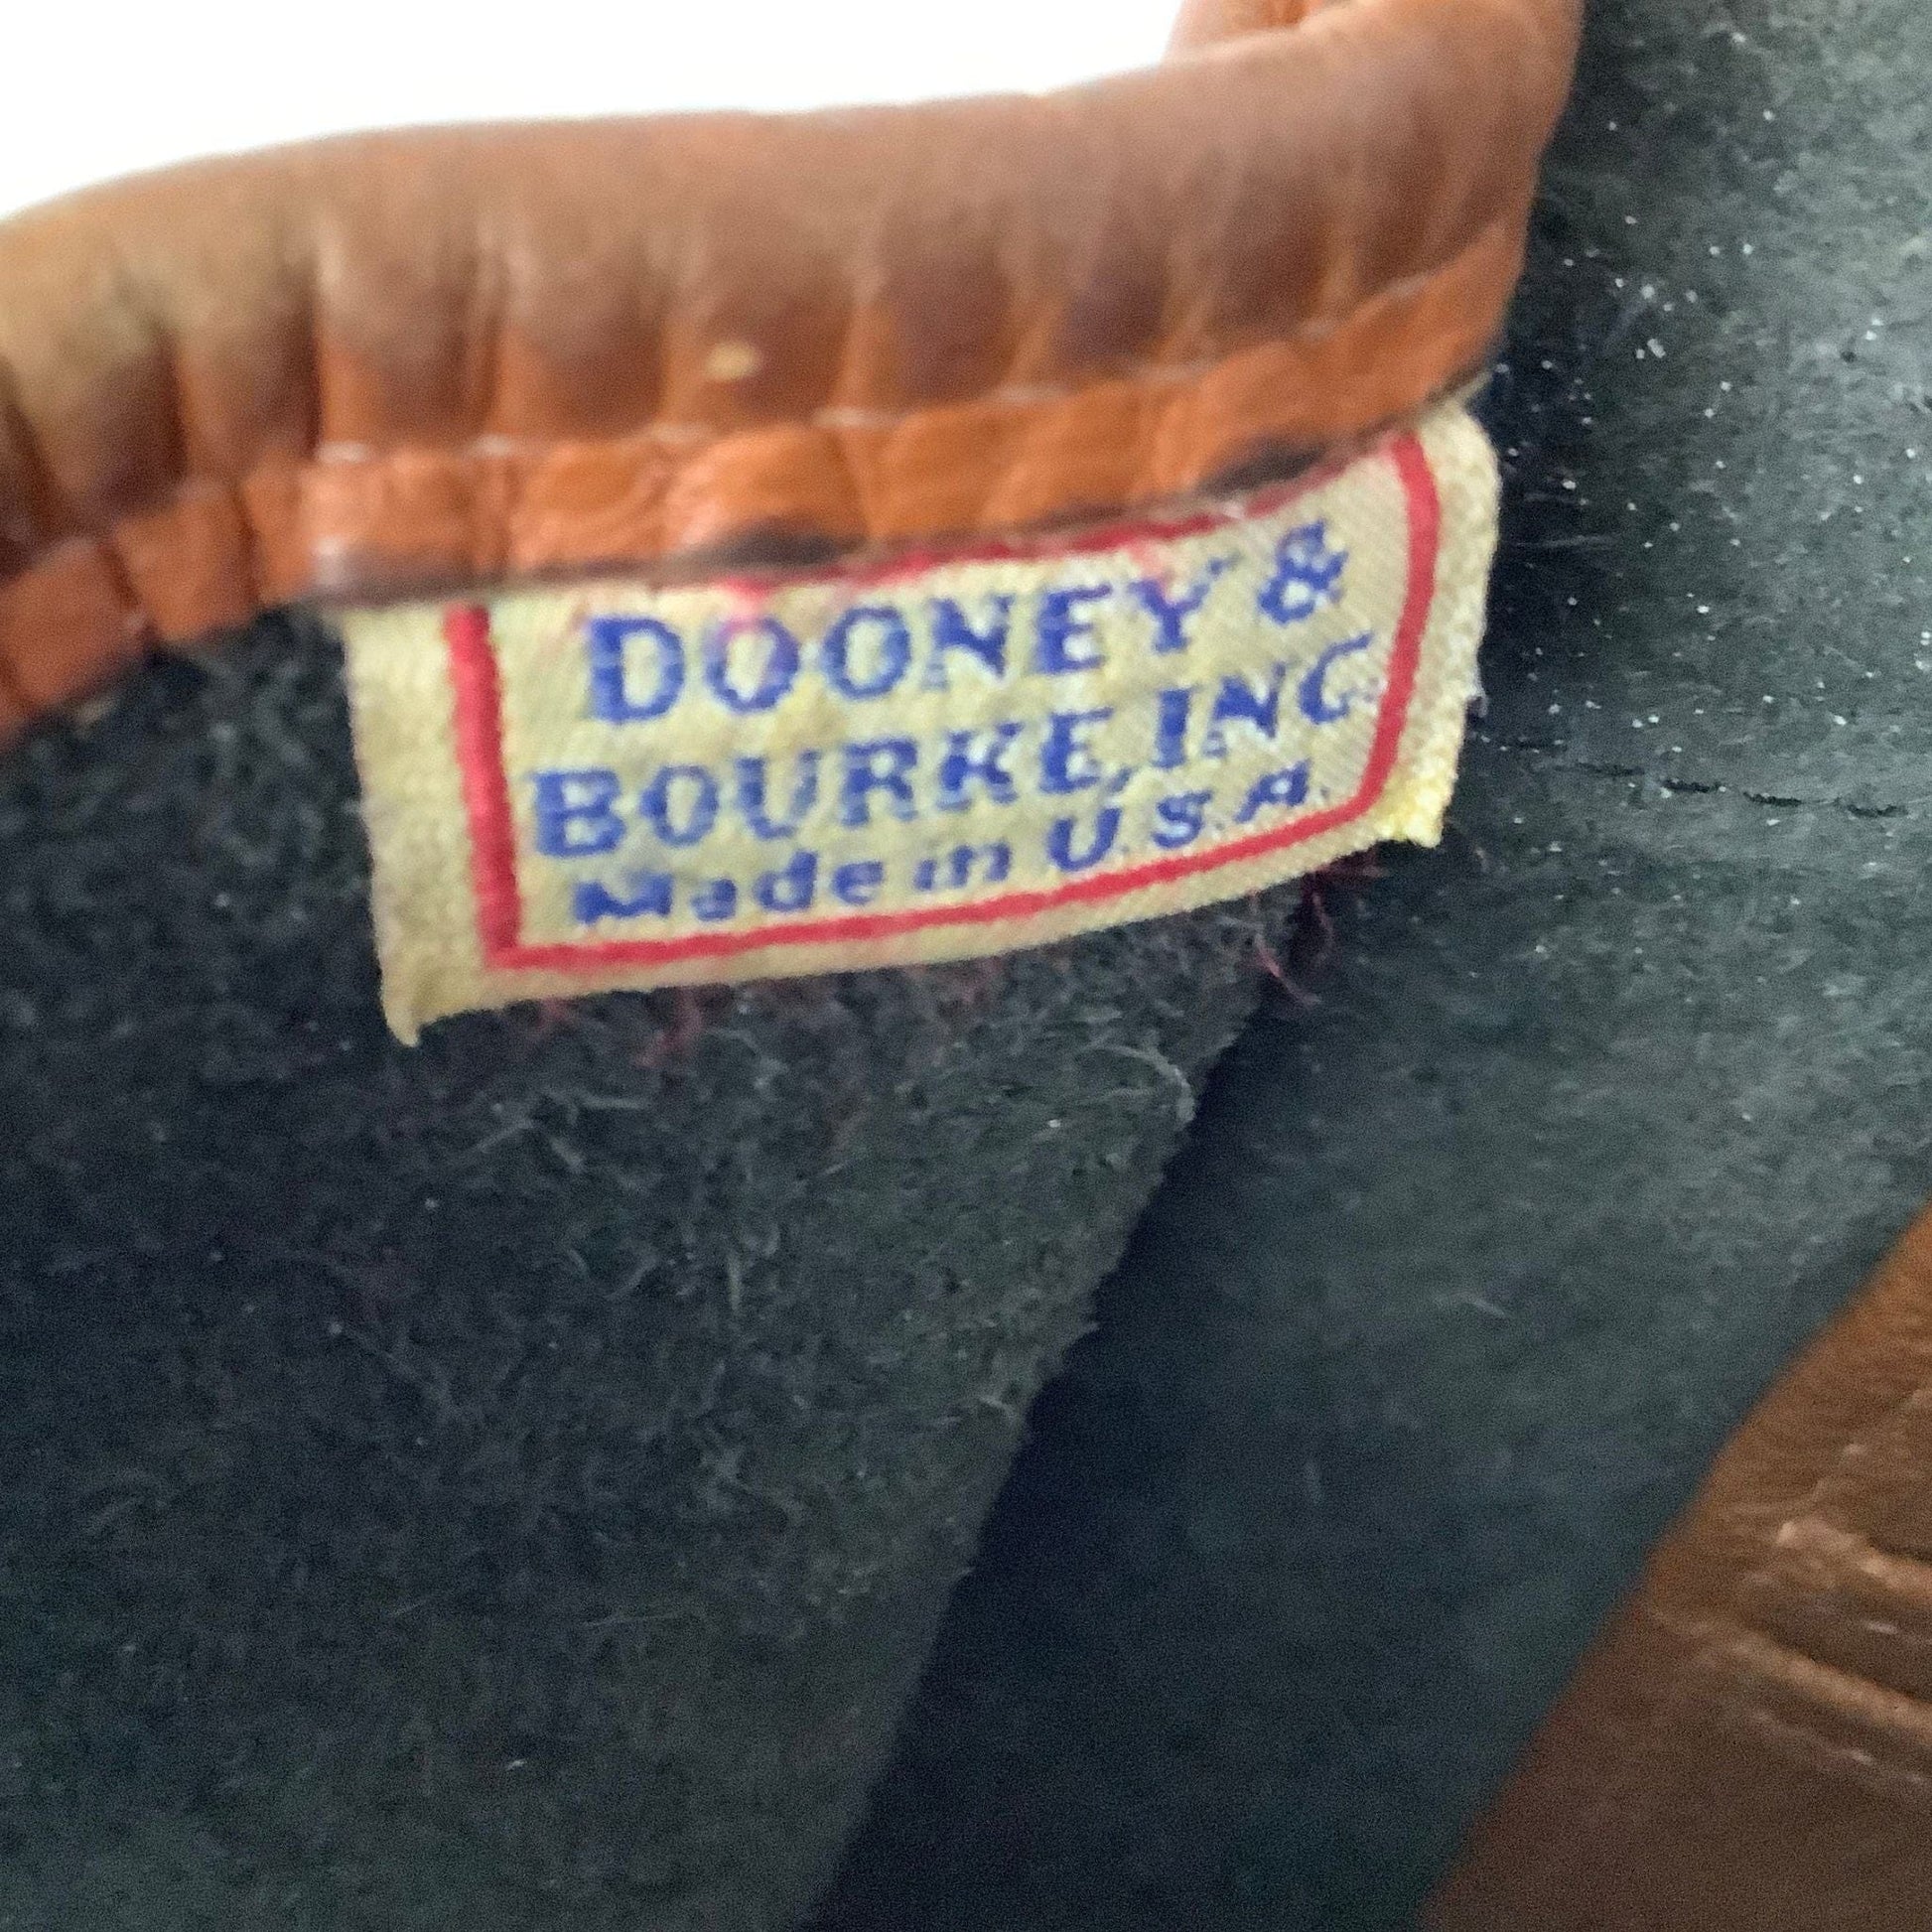 DOONEY &
BOURKE, INC.
Made in U.S.A.